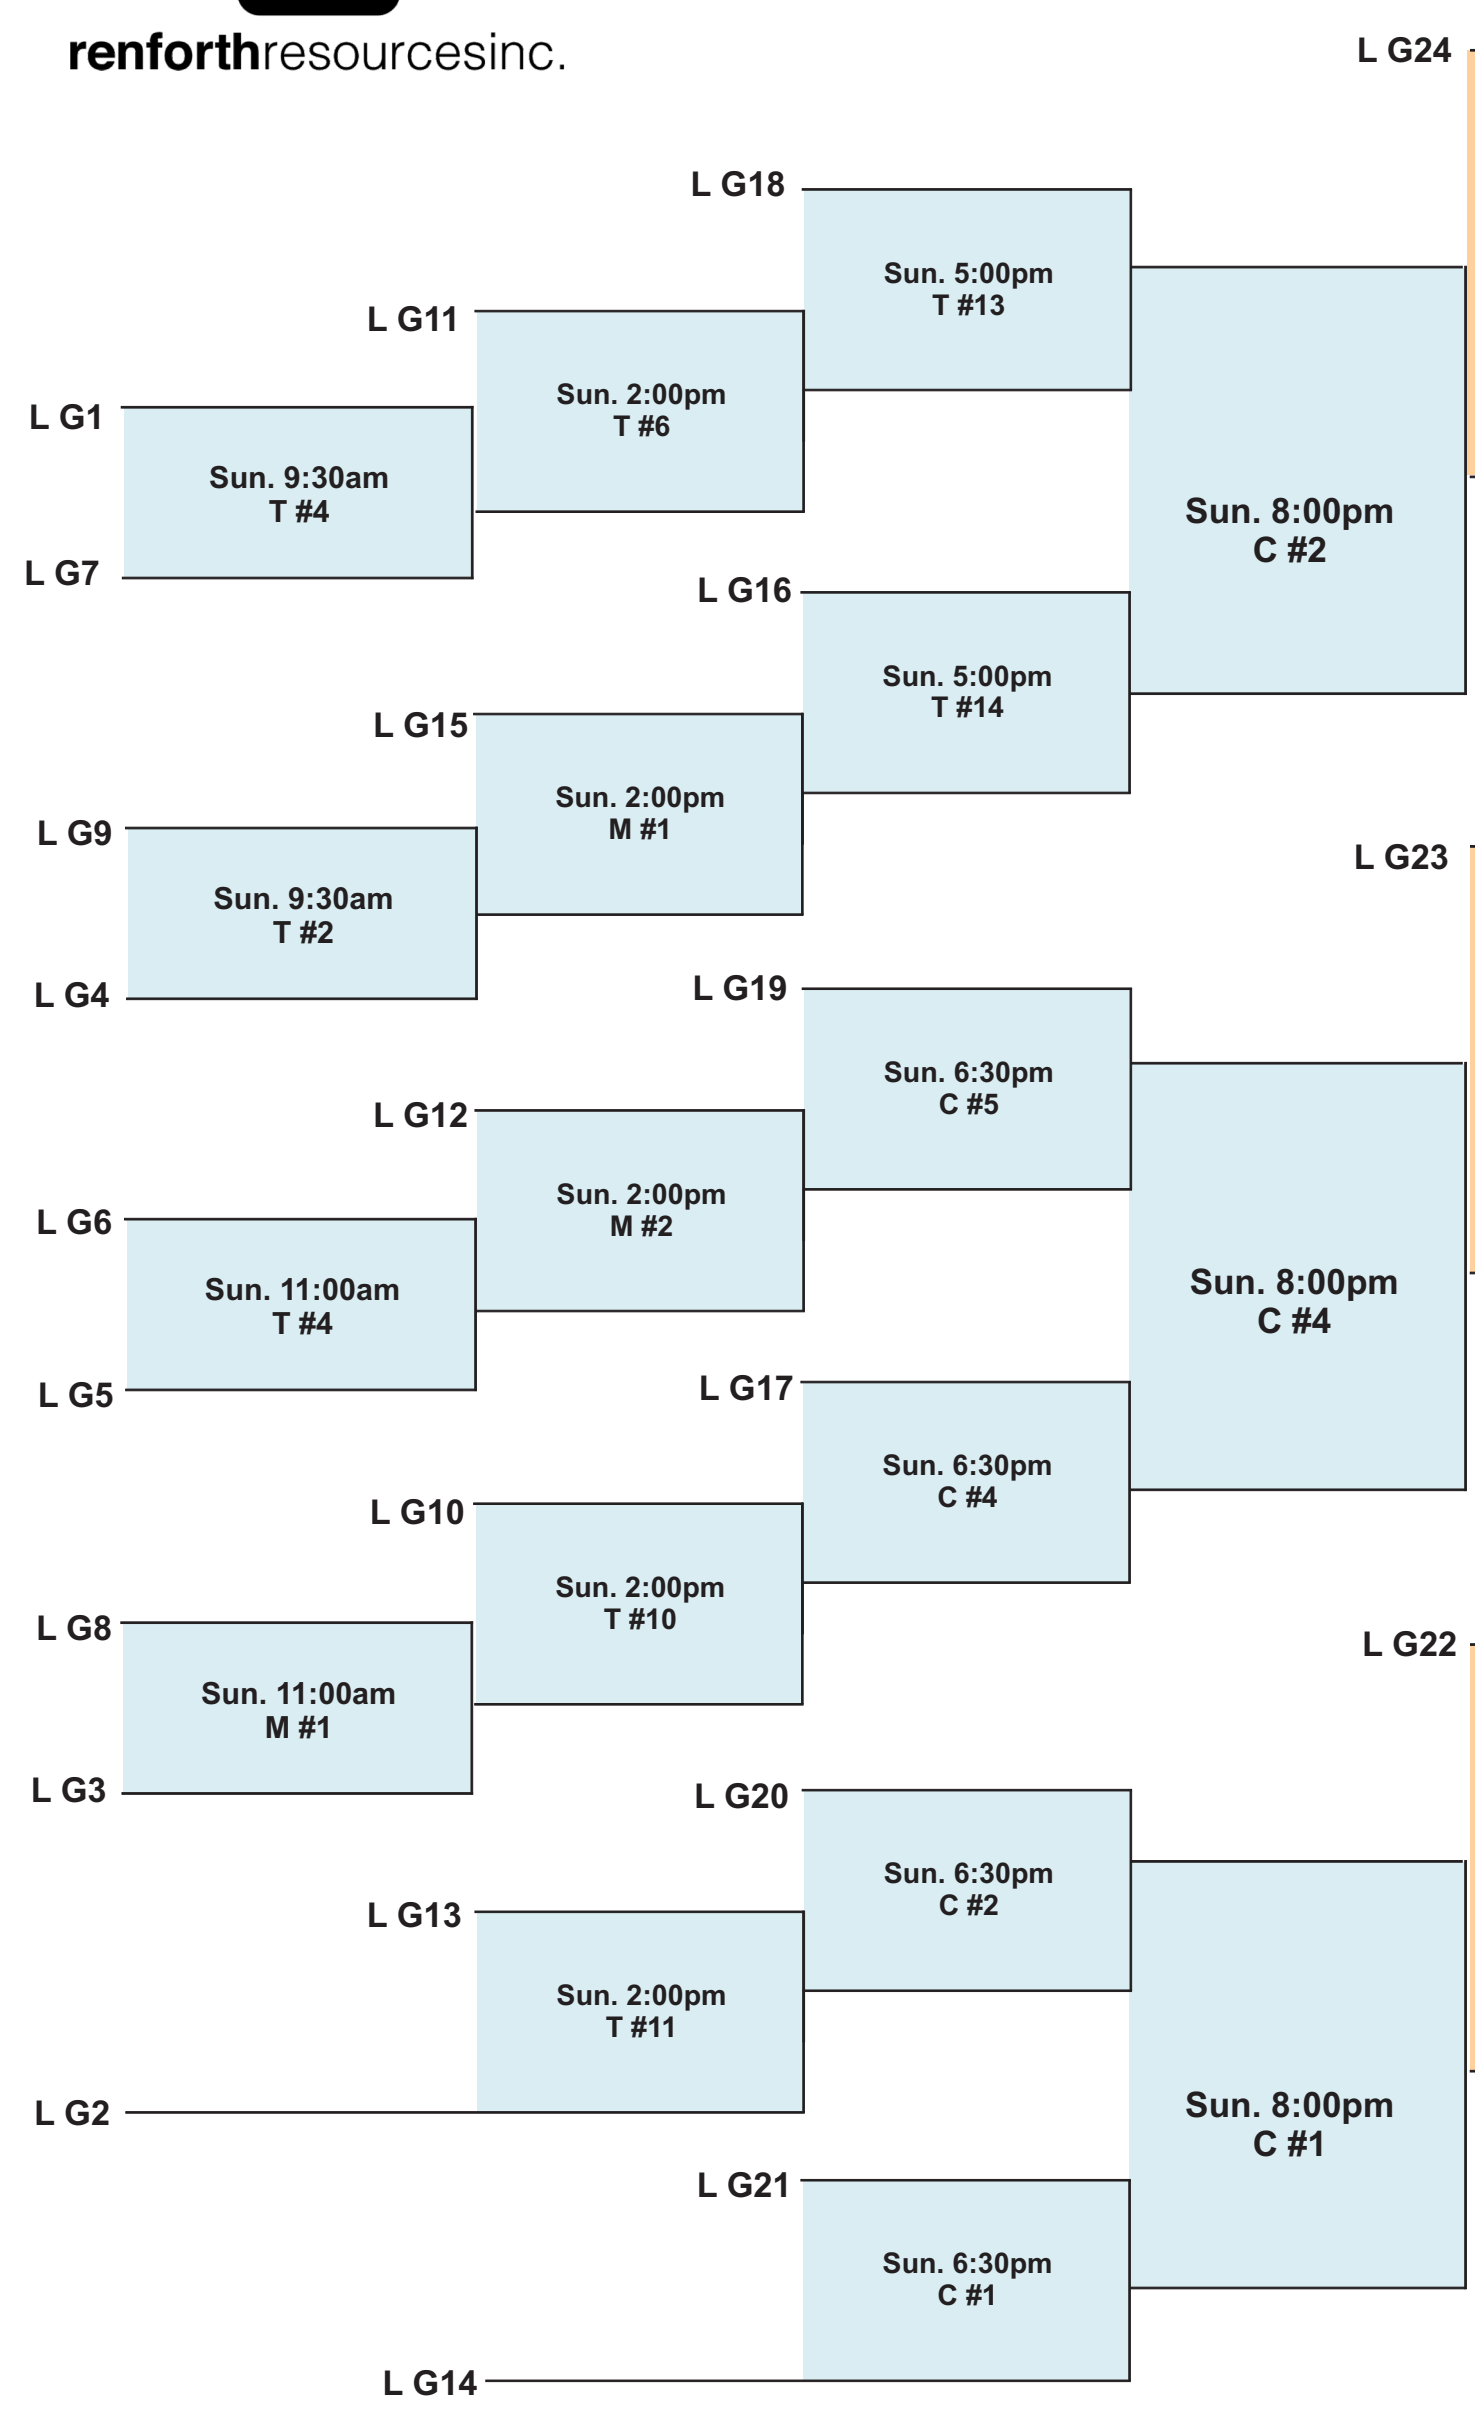 renforthresourcesinc.
L G24
L G18
Sun. 5:00pm
T #13
L G11
Sun. 2:00pm
T #6
L G1
Sun. 9:30am
T #4
L G7
Sun. 8:00pm
C #2
L G16
Sun. 5:00pm
T #14
L G15
Sun. 2:00pm
M #1
L G9
Sun. 9:30am
T #2
L G4
L G23
L G19
Sun. 6:30pm
C #5
L G12
Sun. 2:00pm
M #2
L G6
Sun. 11:00am
T #4
L G5
Sun. 8:00pm
C #4
L G17
Sun. 6:30pm
C #4
L G10
Sun. 2:00pm
T #10
L G8
Sun. 11:00am
M #1
L G3
L G22
L G20
Sun. 6:30pm
C #2
L G13
Sun. 2:00pm
T #11
L G2
Sun. 8:00pm
C #1
L G21
Sun. 6:30pm
C #1
L G14